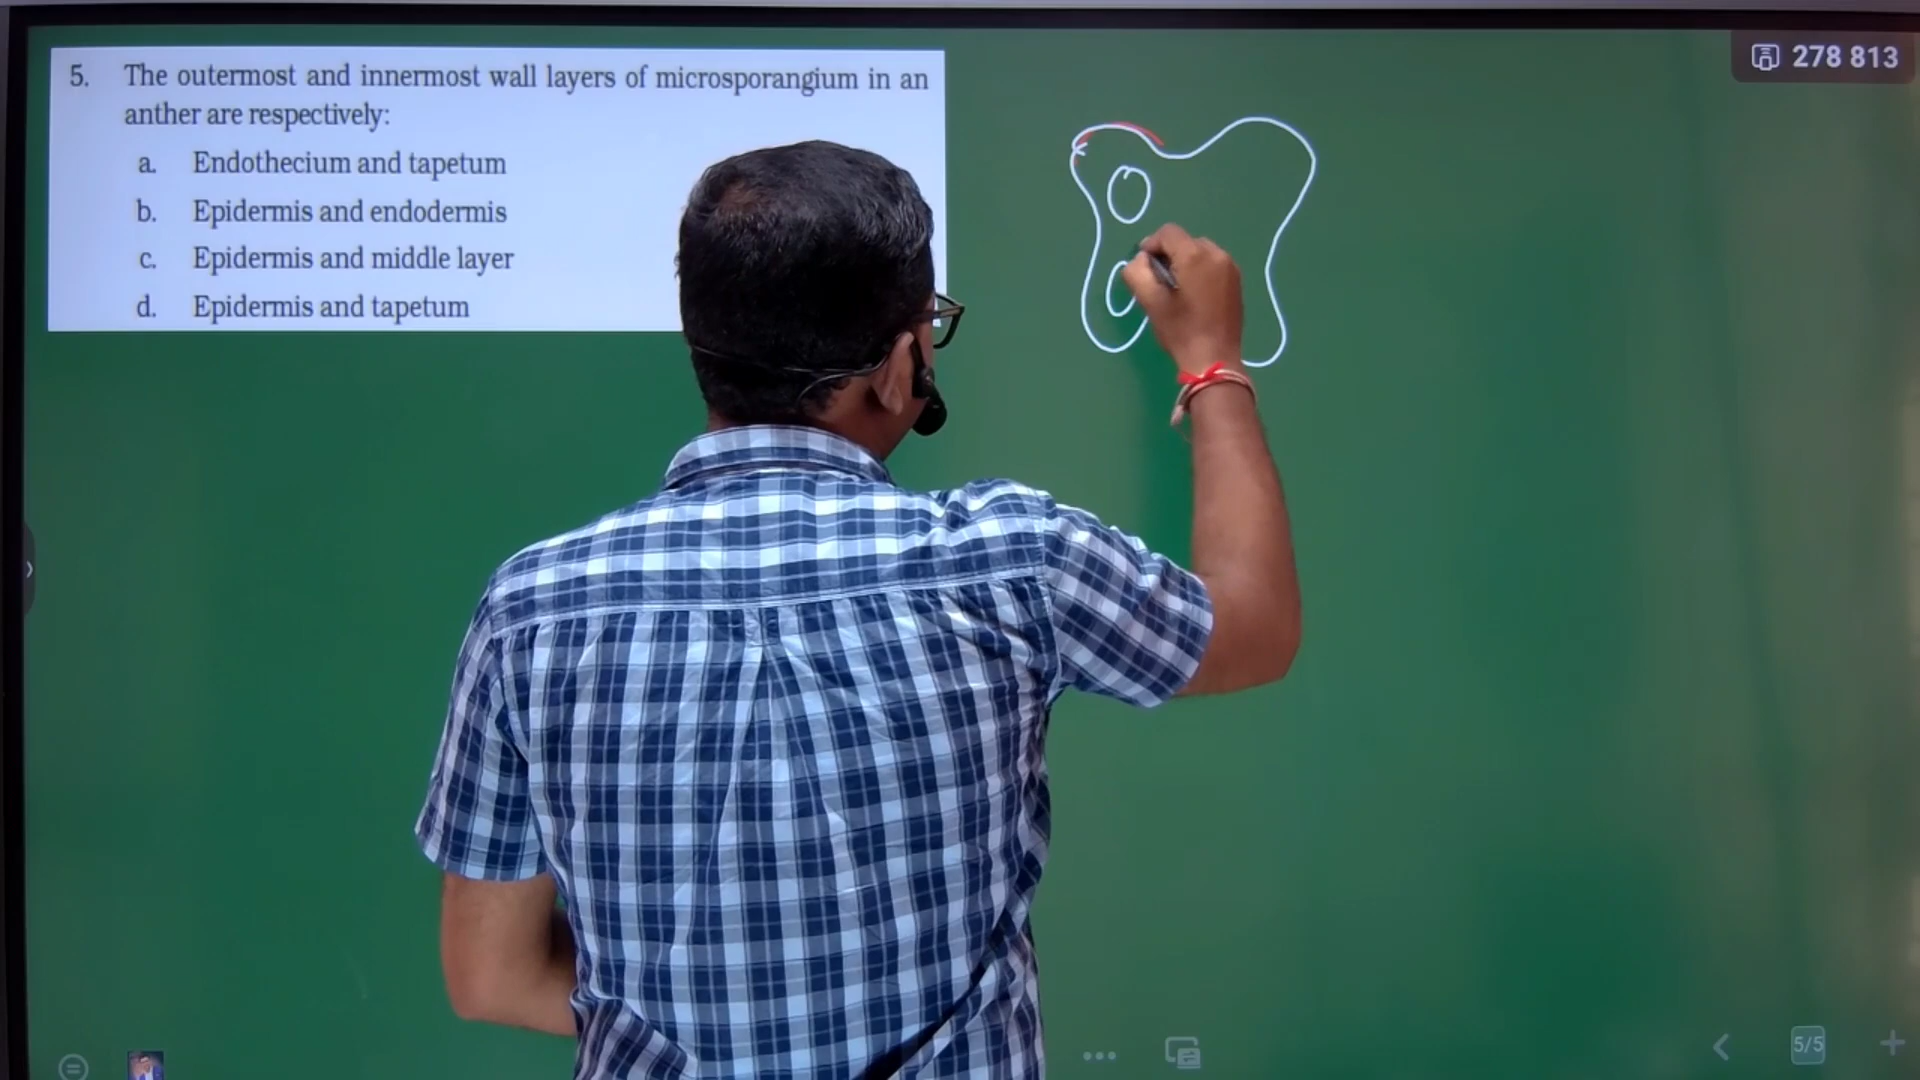 5. The outermost and innermost wall layers of microsporangium in an
anther are respectively:
a. Endothecium and tapetum
b. Epidermis and endodermis
c. Epidermis and middle layer
d. Epidermis and tapetum
278 813
5/5